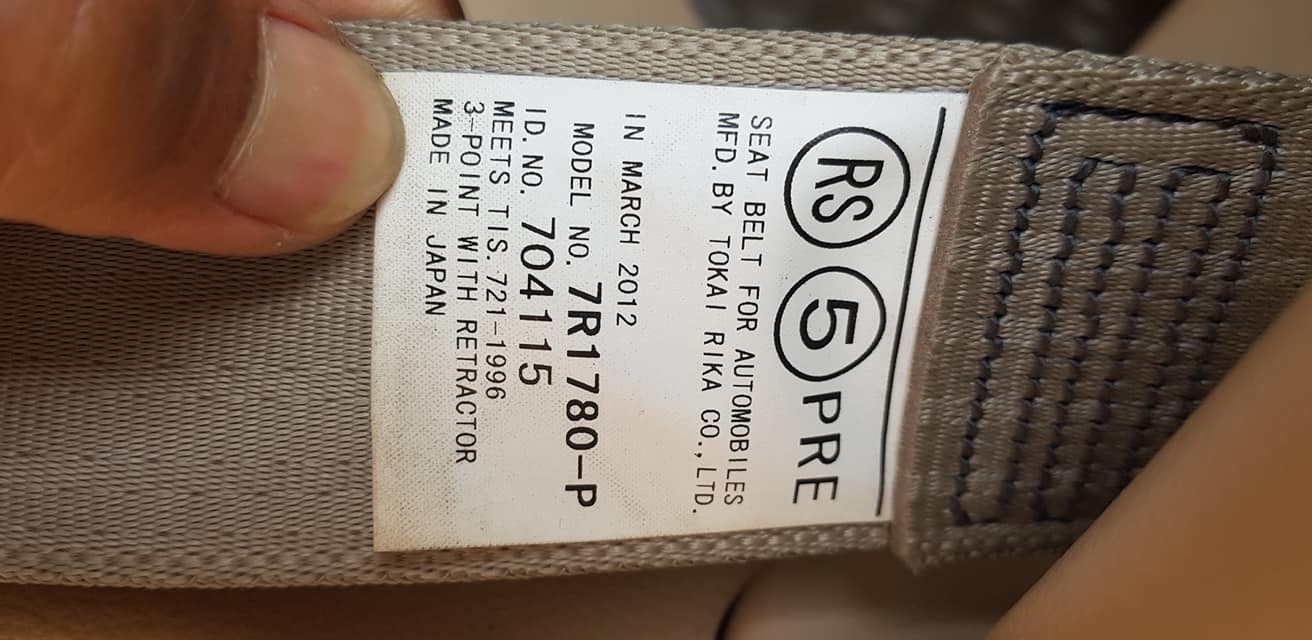 RS 5 PRE
SEAT BELT FOR AUTOMOBILES
MFD. BY TOKAI RIKA CO., LTD.
IN MARCH 2012
MODEL NO. 7R1780-P
ID. NO. 704115
MEETS TIS. 721-1996
3-POINT WITH RETRACTOR
MADE IN JAPAN